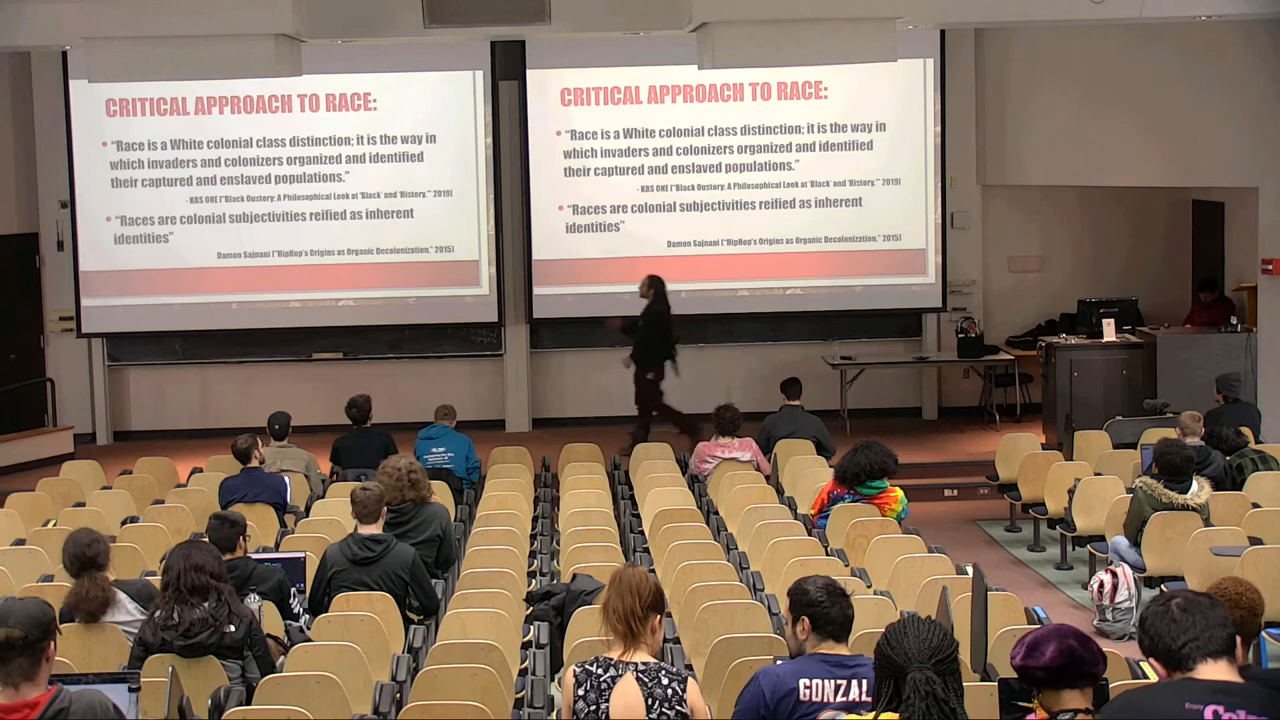 CRITICAL APPROACH TO RACE:
• "Race is a White colonial class distinction; it is the way in
which invaders and colonizers organized and identified
their captured and enslaved populations."
- KRS ONE ("Black Oustory: A Philosophical Look at 'Black' and 'History,'" 2019)
• "Races are colonial subjectivities reified as inherent
identities"
Damon Sajnani ("HipHop's Origins as Organic Decolonization," 2015)
CRITICAL APPROACH TO RACE:
• "Race is a White colonial class distinction; it is the way in
which invaders and colonizers organized and identified
their captured and enslaved populations."
- KRS ONE ("Black Oustory: A Philosophical Look at 'Black' and 'History,'" 2019)
• "Races are colonial subjectivities reified as inherent
identities"
Damon Sajnani ("HipHop's Origins as Organic Decolonization," 2015)
GONZAL
Enjoy